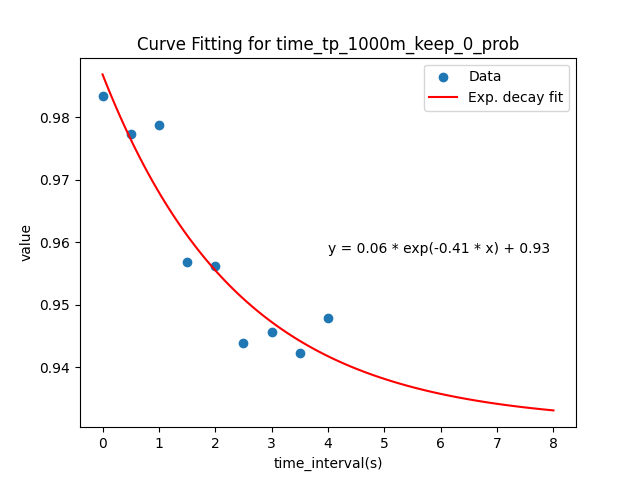 Curve Fitting for time_tp_1000m_keep_0_prob
Data
Exp. decay fit
0.98
0.97
0.96
0.95
0.94
value
y = 0.06 * exp(-0.41 * x) + 0.93
0 1 2 3 4 5 6 7 8
time_interval(s)